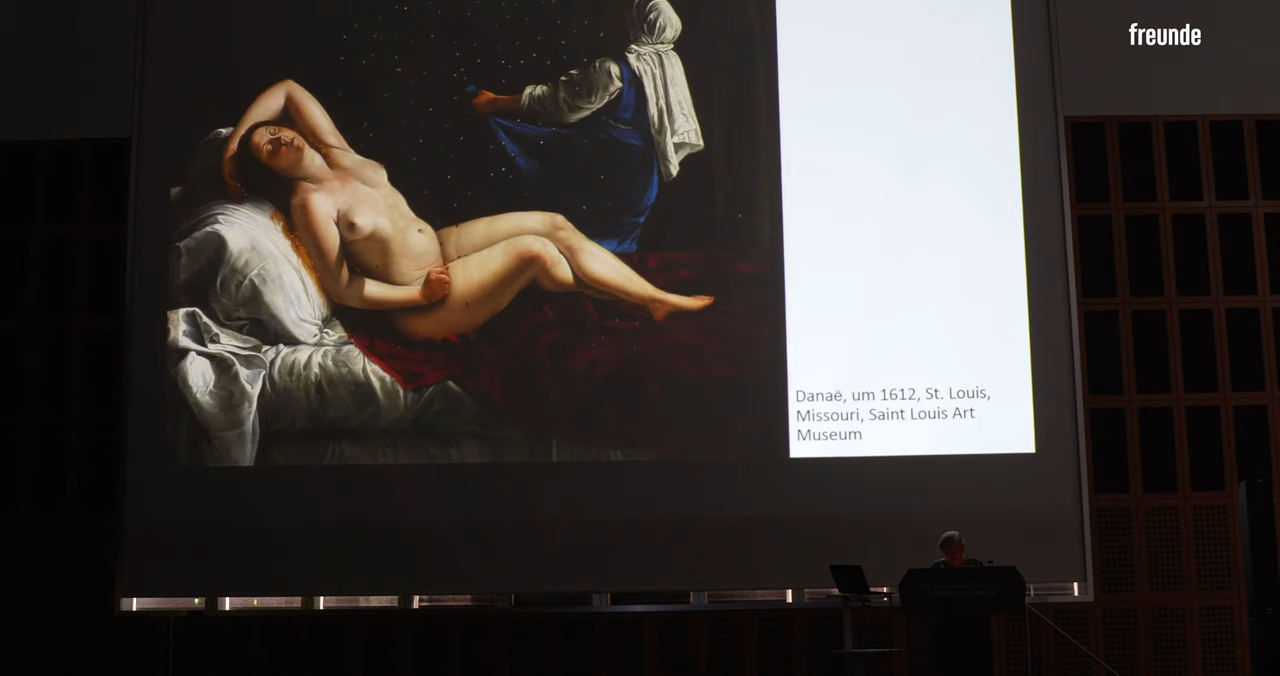 freunde
Danaë, um 1612, St. Louis,
Missouri, Saint Louis Art
Museum